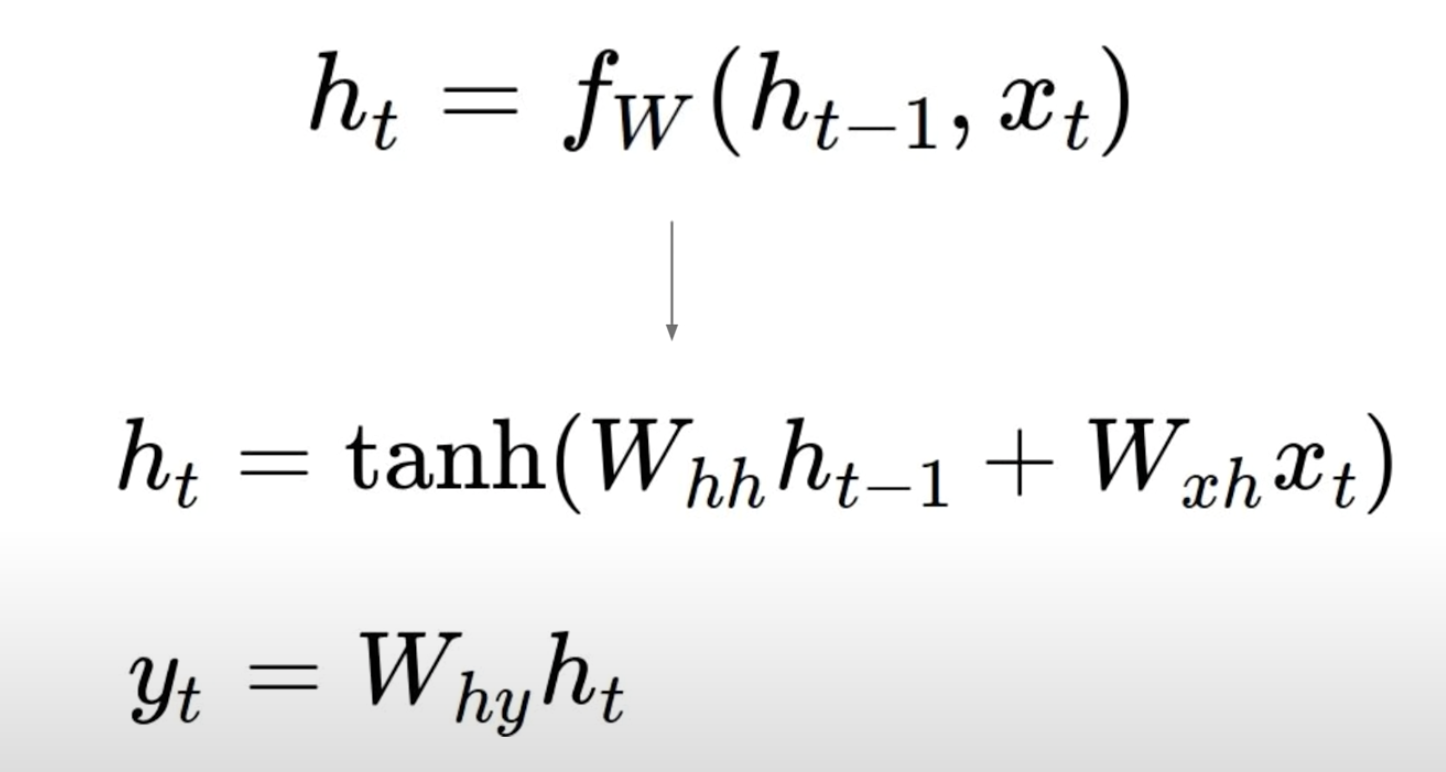 h_t = f_W(h_{t-1}, x_t)
h_t = tanh(W_{hh}h_{t-1} + W_{xh}x_t)
y_t = W_{hy}h_t